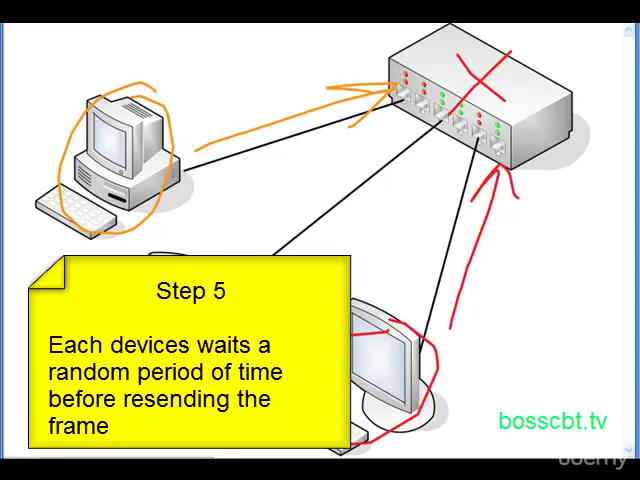 Step 5
Each devices waits a
random period of time
before resending the
frame
bosscbt.tv